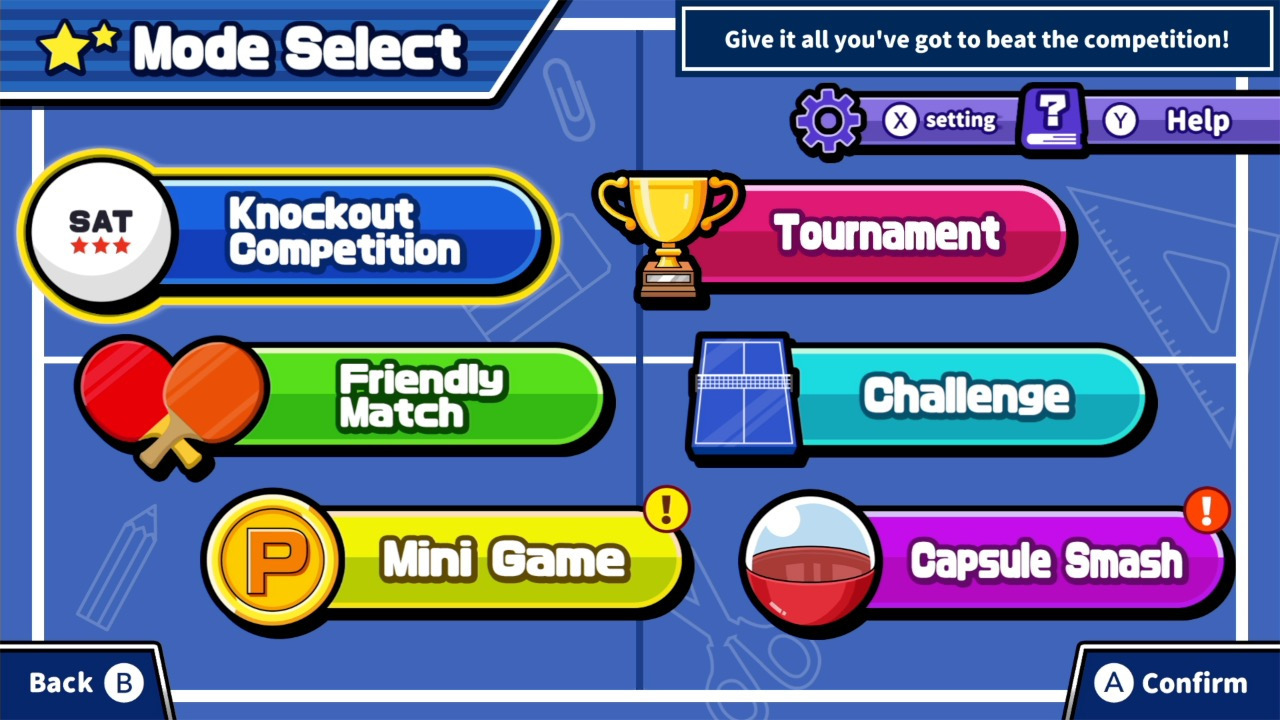 Mode Select
Give it all you've got to beat the competition!
X setting
Y Help
SAT
Knockout
Competition
Tournament
Friendly
Match
Challenge
P
Mini Game
!
Capsule Smash
!
Back B
A Confirm